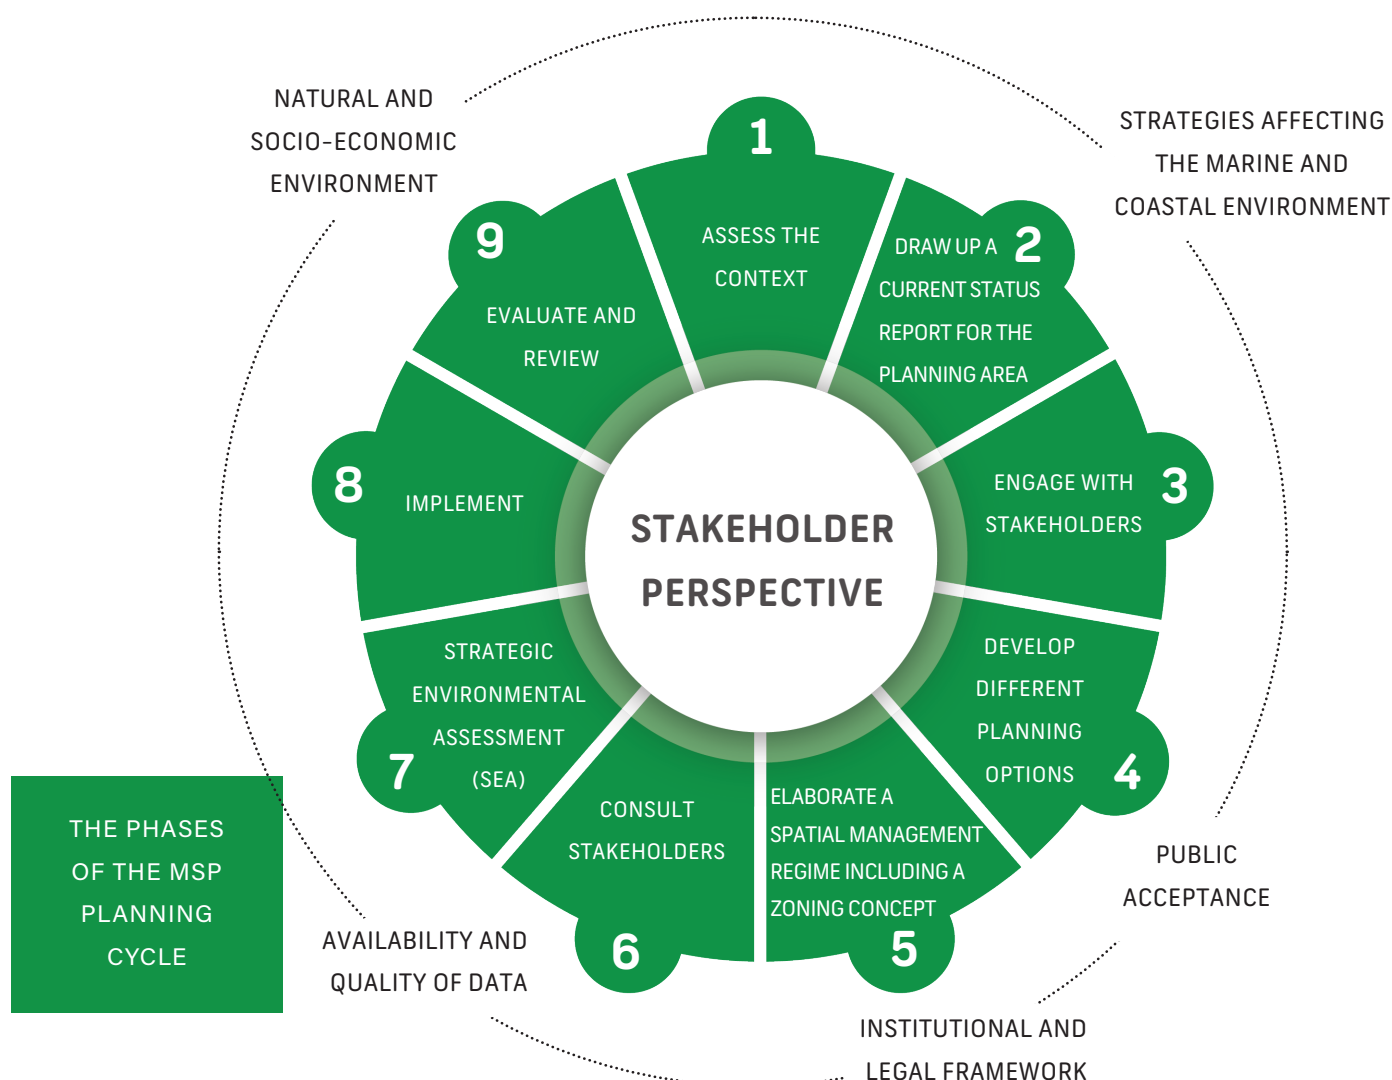 NATURAL AND
SOCIO-ECONOMIC
ENVIRONMENT
STRATEGIES AFFECTING
THE MARINE AND
COASTAL ENVIRONMENT
1
ASSESS THE
CONTEXT
2
DRAW UP A
CURRENT STATUS
REPORT FOR THE
PLANNING AREA
3
ENGAGE WITH
STAKEHOLDERS
4
DEVELOP
DIFFERENT
PLANNING
OPTIONS
5
ELABORATE A
SPATIAL MANAGEMENT
REGIME INCLUDING A
ZONING CONCEPT
6
CONSULT
STAKEHOLDERS
7
STRATEGIC
ENVIRONMENTAL
ASSESSMENT
(SEA)
8
IMPLEMENT
9
EVALUATE AND
REVIEW
STAKEHOLDER
PERSPECTIVE
THE PHASES
OF THE MSP
PLANNING
CYCLE
AVAILABILITY AND
QUALITY OF DATA
PUBLIC
ACCEPTANCE
INSTITUTIONAL AND
LEGAL FRAMEWORK